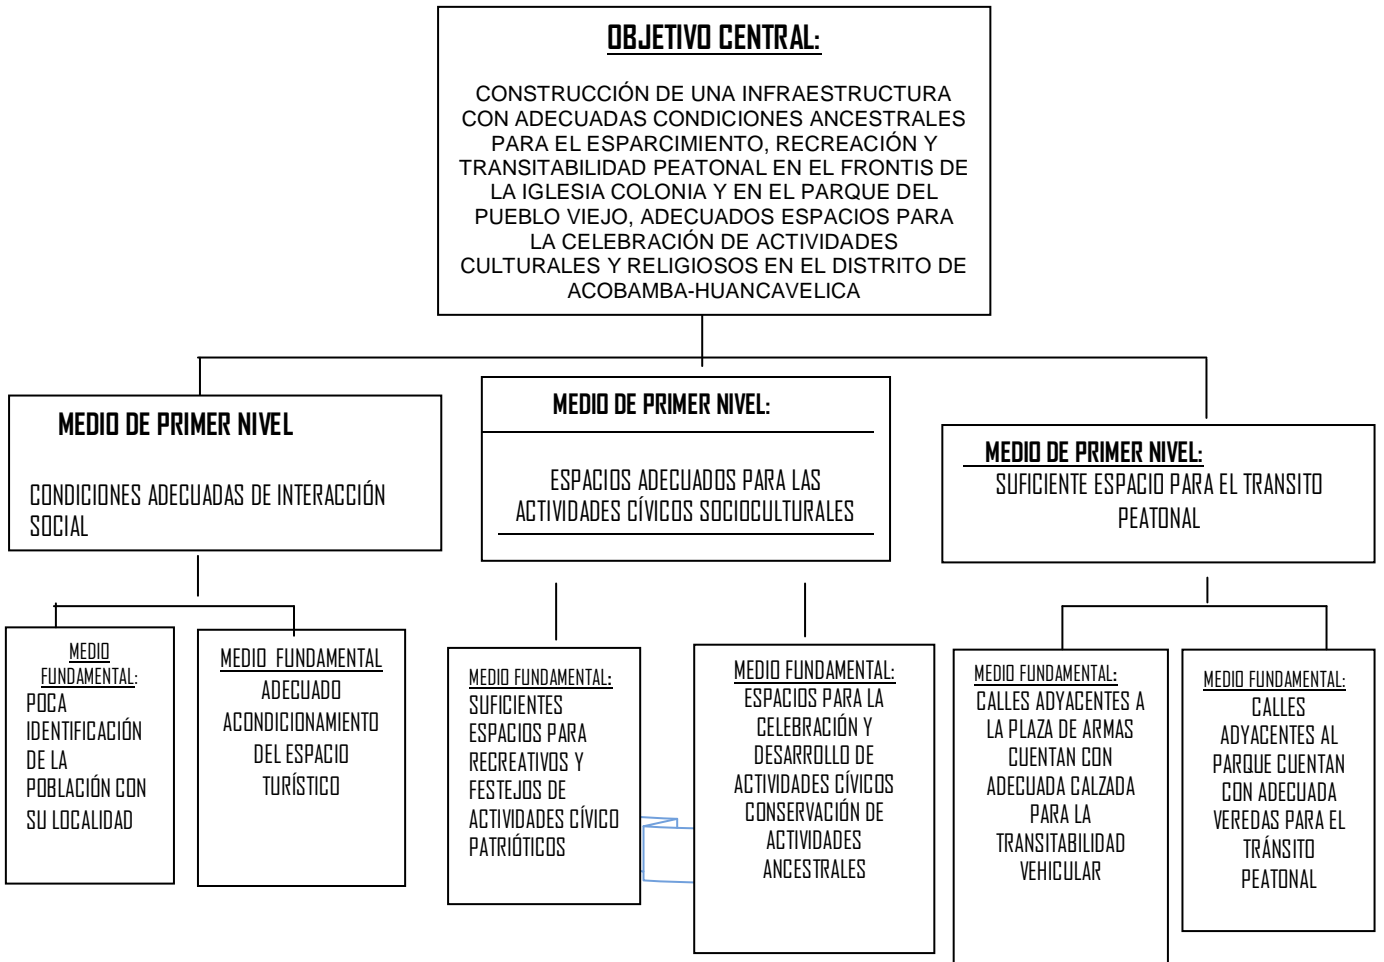 OBJETIVO CENTRAL:
CONSTRUCCIÓN DE UNA INFRAESTRUCTURA
CON ADECUADAS CONDICIONES ANCESTRALES
PARA EL ESPARCIMIENTO, RECREACIÓN Y
TRANSITABILIDAD PEATONAL EN EL FRONTIS DE
LA IGLESIA COLONIA Y EN EL PARQUE DEL
PUEBLO VIEJO, ADECUADOS ESPACIOS PARA
LA CELEBRACIÓN DE ACTIVIDADES
CULTURALES Y RELIGIOSOS EN EL DISTRITO DE
ACOBAMBA-HUANCAVELICA
MEDIO DE PRIMER NIVEL
CONDICIONES ADECUADAS DE INTERACCIÓN
SOCIAL
MEDIO DE PRIMER NIVEL:
ESPACIOS ADECUADOS PARA LAS
ACTIVIDADES CÍVICOS SOCIOCULTURALES
MEDIO DE PRIMER NIVEL:
SUFICIENTE ESPACIO PARA EL TRANSITO
PEATONAL
MEDIO
FUNDAMENTAL:
POCA
IDENTIFICACIÓN
DE LA
POBLACIÓN CON
SU LOCALIDAD
MEDIO FUNDAMENTAL
ADECUADO
ACONDICIONAMIENTO
DEL ESPACIO
TURÍSTICO
MEDIO FUNDAMENTAL:
SUFICIENTES
ESPACIOS PARA
RECREATIVOS Y
FESTEJOS DE
ACTIVIDADES CÍVICO
PATRIÓTICOS
MEDIO FUNDAMENTAL:
ESPACIOS PARA LA
CELEBRACIÓN Y
DESARROLLO DE
ACTIVIDADES CÍVICOS
CONSERVACIÓN DE
ACTIVIDADES
ANCESTRALES
MEDIO FUNDAMENTAL:
CALLES ADYACENTES A
LA PLAZA DE ARMAS
CUENTAN CON
ADECUADA CALZADA
PARA LA
TRANSITABILIDAD
VEHICULAR
MEDIO FUNDAMENTAL:
CALLES
ADYACENTES AL
PARQUE CUENTAN
CON ADECUADA
VEREDAS PARA EL
TRÁNSITO
PEATONAL